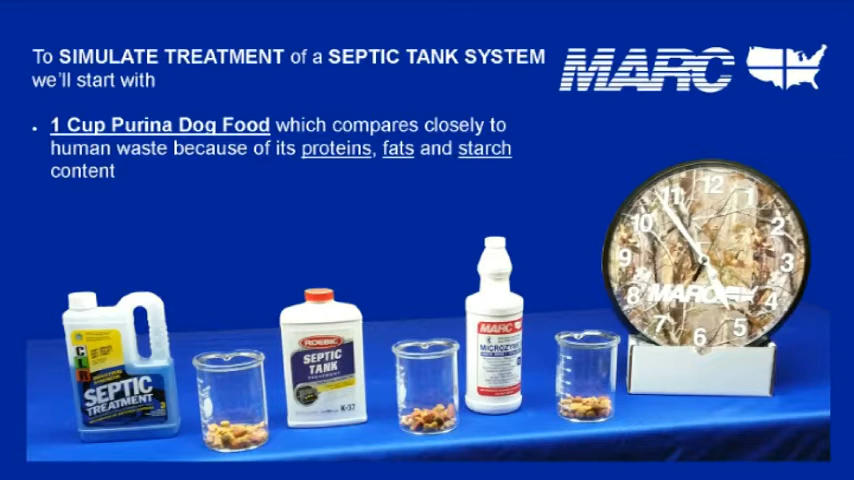 To SIMULATE TREATMENT of a SEPTIC TANK SYSTEM
we'll start with
MARC
• 1 Cup Purina Dog Food which compares closely to
human waste because of its proteins, fats and starch
content
11 12 1
10 2
9 3
8 MARC 4
7 6 5
CLR
SEPTIC
TREATMENT
ROEBIC
SEPTIC
TANK
TREATMENT
K-37
MARC